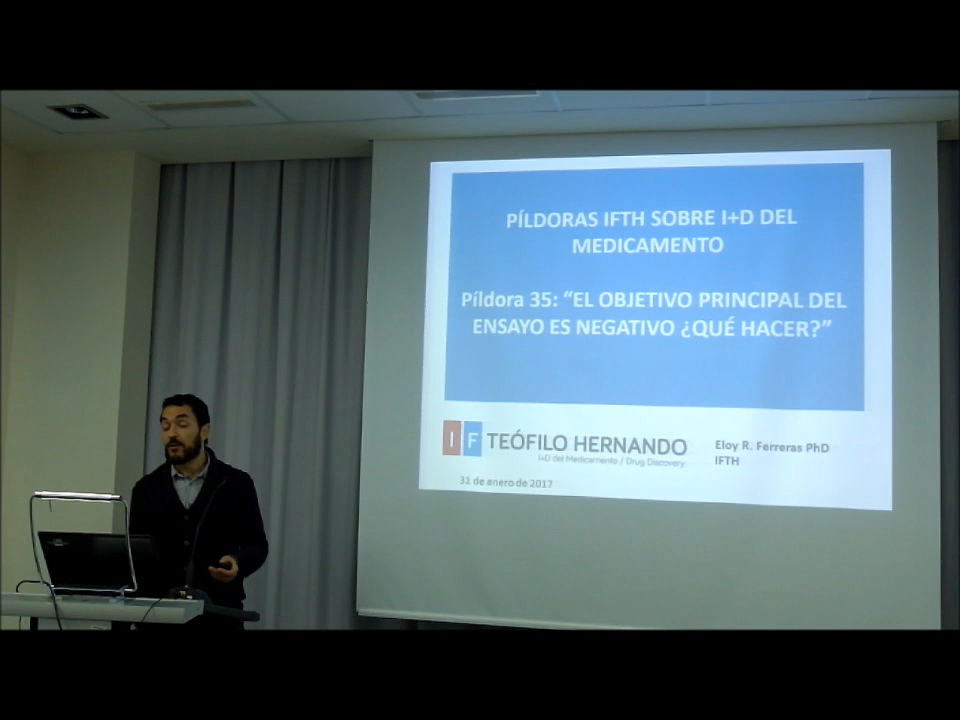 PÍLDORAS IFTH SOBRE I+D DEL
MEDICAMENTO
Píldora 35: “EL OBJETIVO PRINCIPAL DEL
ENSAYO ES NEGATIVO ¿QUÉ HACER?”
IF TEÓFILO HERNANDO
I+D del Medicamento / Drug Discovery
Eloy R. Ferreras PhD
IFTH
31 de enero de 2017